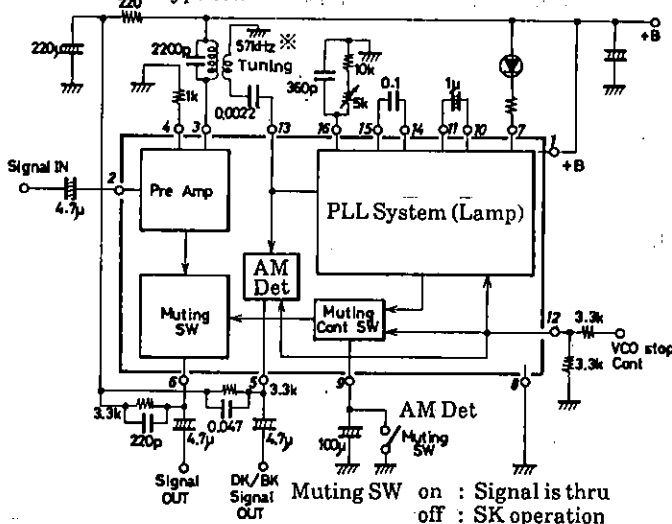 220
220μ
2200p
57kHz ※
Tuning
0.0022
1k
360p
10k
5k
0.1
1μ
+B
4
3
13
16
15
14
11
10
7
1
+B
Signal IN
4.7μ
2
Pre Amp
PLL System (Lamp)
AM
Det
Muting
SW
Muting
Cont SW
12
3.3k
VCO stop
Cont
3.3k
6
5
9
8
3.3k
220p
3.3k
0.047
4.7μ
4.7μ
100μ
AM Det
Muting
SW
Signal
OUT
DK/BK
Signal
OUT
Muting SW on : Signal is thru
off : SK operation